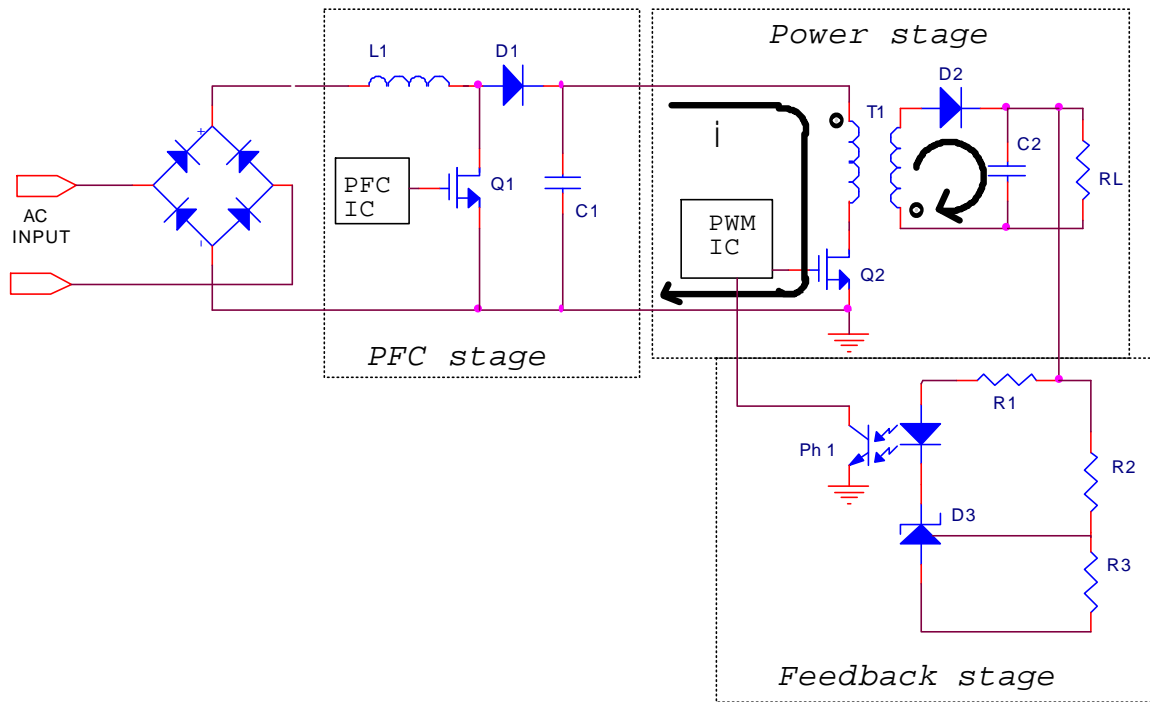 Power stage
L1
D1
D2
T1
+
i
C2
PFC
IC
Q1
RL
AC
INPUT
C1
PWM
IC
-
Q2
PFC stage
R1
Ph 1
R2
D3
R3
Feedback stage